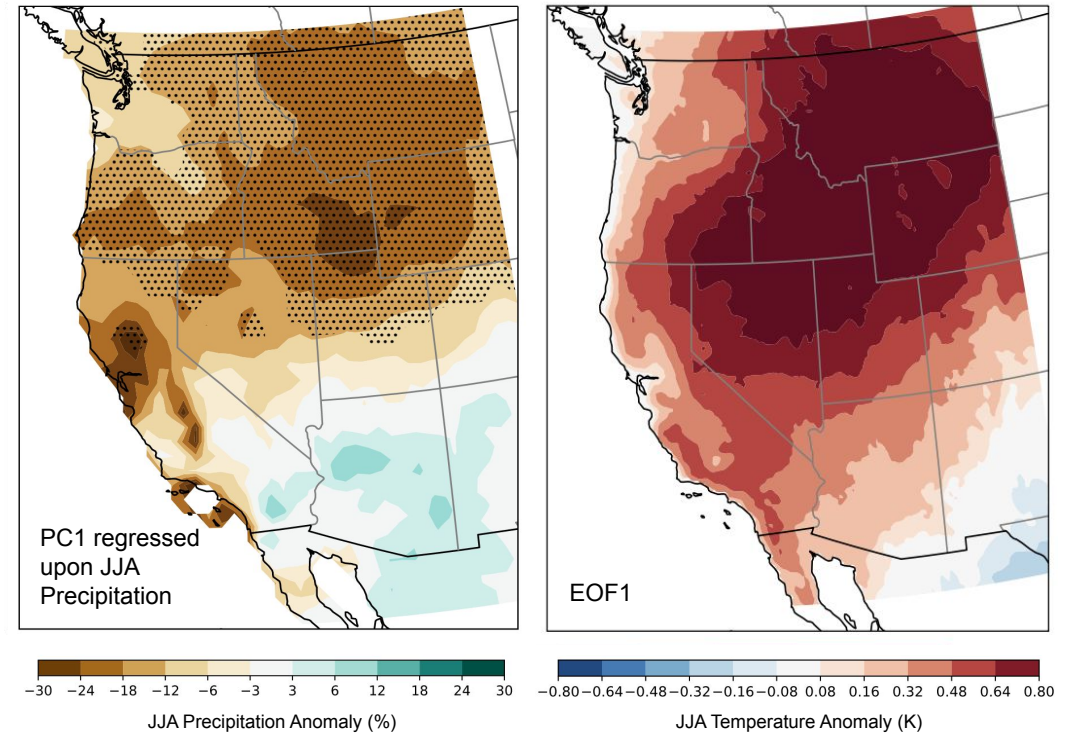 PC1 regressed
upon JJA
Precipitation
EOF1
−30 −24 −18 −12 −6 −3 3 6 12 18 24 30
JJA Precipitation Anomaly (%)
−0.80 −0.64 −0.48 −0.32 −0.16 −0.08 0.08 0.16 0.32 0.48 0.64 0.80
JJA Temperature Anomaly (K)